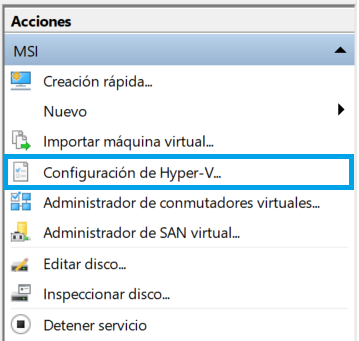 Acciones
MSI
Creación rápida...
Nuevo
Importar máquina virtual...
Configuración de Hyper-V...
Administrador de conmutadores virtuales...
Administrador de SAN virtual...
Editar disco...
Inspeccionar disco...
Detener servicio